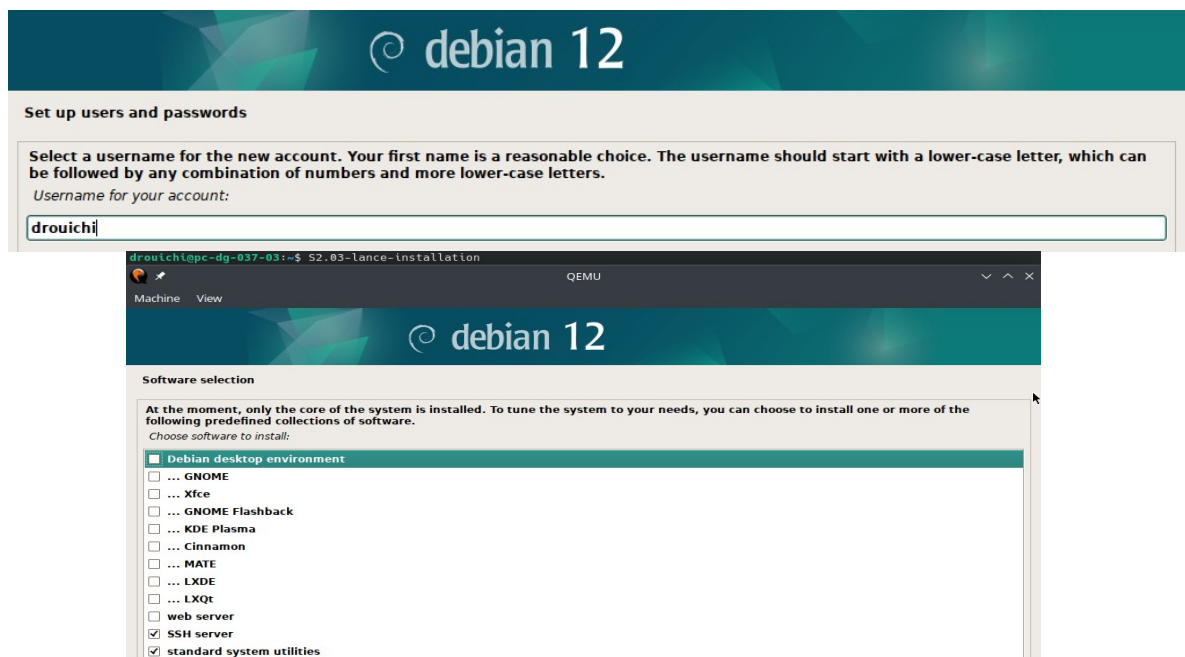 debian 12
Set up users and passwords
Select a username for the new account. Your first name is a reasonable choice. The username should start with a lower-case letter, which can
be followed by any combination of numbers and more lower-case letters.
Username for your account:
drouichi
drouichi@pc-dg-037-03:~$ S2.03-lance-installation
QEMU
Machine View
debian 12
Software selection
At the moment, only the core of the system is installed. To tune the system to your needs, you can choose to install one or more of the
following predefined collections of software.
Choose software to install:
Debian desktop environment
... GNOME
... Xfce
... GNOME Flashback
... KDE Plasma
... Cinnamon
... MATE
... LXDE
... LXQt
web server
SSH server
standard system utilities